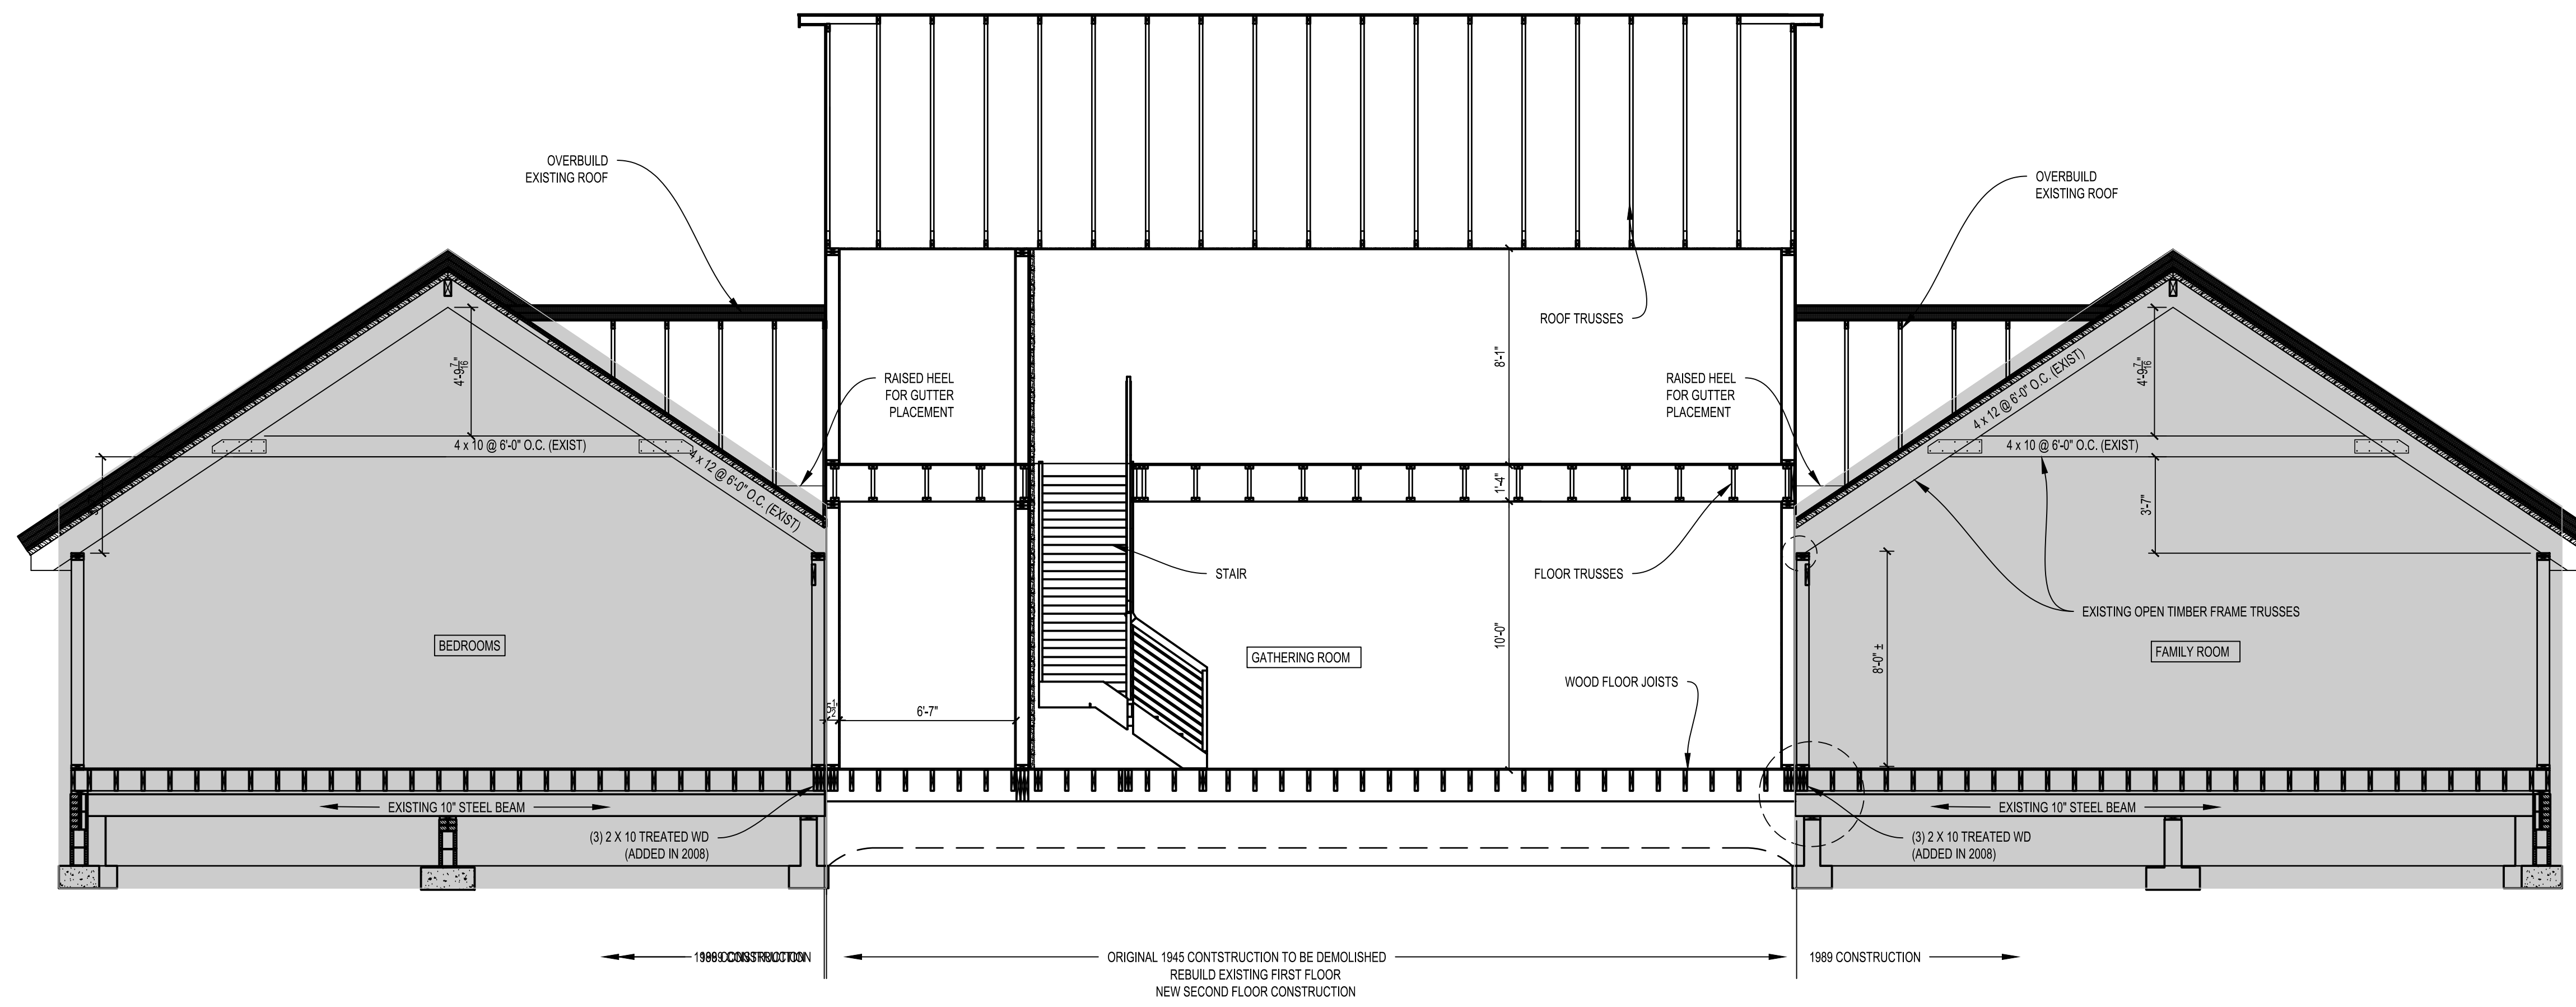 OVERBUILD
EXISTING ROOF
OVERBUILD
EXISTING ROOF
ROOF TRUSSES
8'-1"
4'-9 7/16"
4'-9 7/16"
RAISED HEEL
FOR GUTTER
PLACEMENT
RAISED HEEL
FOR GUTTER
PLACEMENT
4 x 10 @ 6'-0" O.C. (EXIST)
4 x 12 @ 6'-0" O.C. (EXIST)
4 x 12 @ 6'-0" O.C. (EXIST)
4 x 10 @ 6'-0" O.C. (EXIST)
1'-4"
3'-7"
STAIR
FLOOR TRUSSES
EXISTING OPEN TIMBER FRAME TRUSSES
BEDROOMS
GATHERING ROOM
10'-0"
8'-0" ±
FAMILY ROOM
WOOD FLOOR JOISTS
6'-7"
EXISTING 10" STEEL BEAM
EXISTING 10" STEEL BEAM
(3) 2 X 10 TREATED WD
(ADDED IN 2008)
(3) 2 X 10 TREATED WD
(ADDED IN 2008)
CONSTRUCTION
ORIGINAL 1945 CONTSTRUCTION TO BE DEMOLISHED
REBUILD EXISTING FIRST FLOOR
NEW SECOND FLOOR CONSTRUCTION
1989 CONSTRUCTION